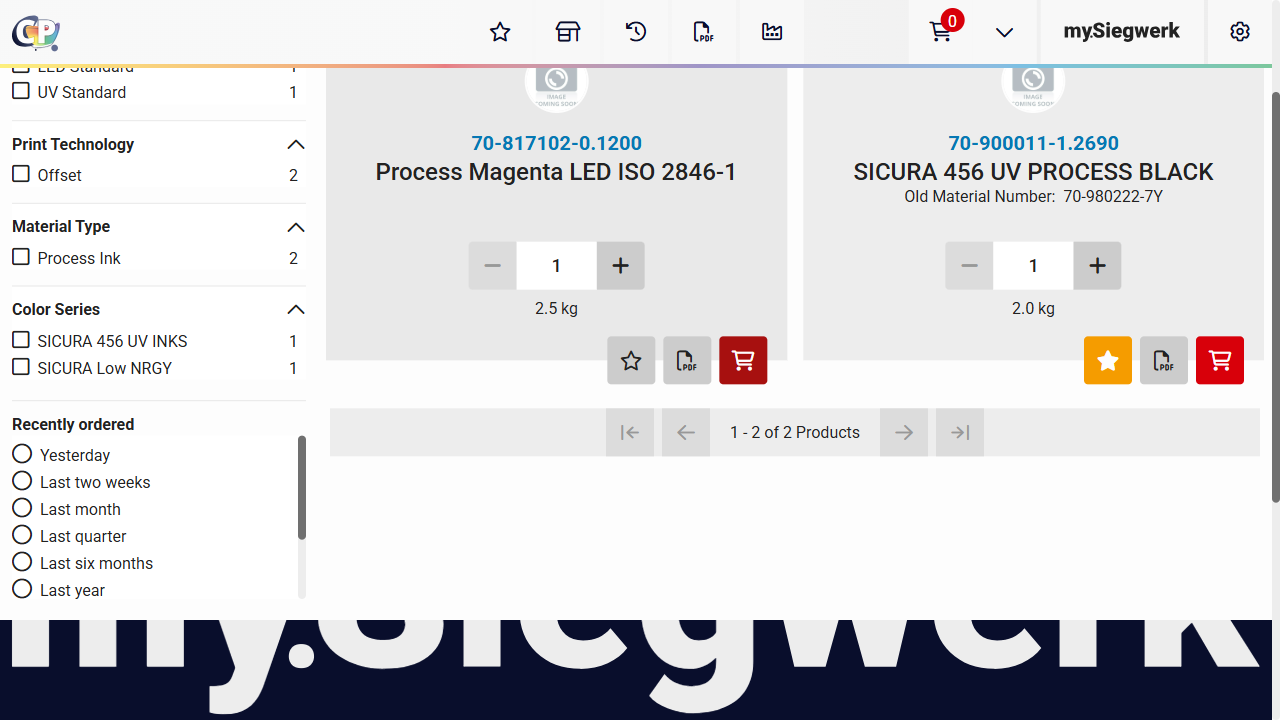 CP
PDF
0
mySiegwerk
LED Standard 1
UV Standard 1
Print Technology
Offset 2
Material Type
Process Ink 2
Color Series
SICURA 456 UV INKS 1
SICURA Low NRGY 1
Recently ordered
Yesterday
Last two weeks
Last month
Last quarter
Last six months
Last year
IMAGE
COMING SOON
70-817102-0.1200
Process Magenta LED ISO 2846-1
1
2.5 kg
PDF
IMAGE
COMING SOON
70-900011-1.2690
SICURA 456 UV PROCESS BLACK
Old Material Number: 70-980222-7Y
1
2.0 kg
PDF
1 - 2 of 2 Products
my.Siegwerk